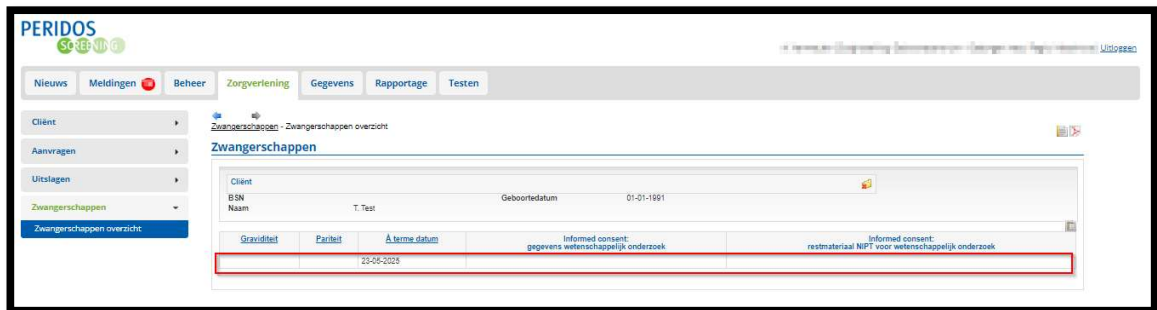 PERIDOS
SCREENING
Uitloggen
Nieuws Meldingen Beheer Zorgverlening Gegevens Rapportage Testen
Cliënt
Aanvragen
Uitslagen
Zwangerschappen
Zwangerschappen overzicht
Zwangerschappen - Zwangerschappen overzicht
Zwangerschappen
Cliënt
BSN Geboortedatum 01-01-1991
Naam T. Test
Graviditeit Pariteit À terme datum Informed consent: gegevens wetenschappelijk onderzoek Informed consent: restmateriaal NIPT voor wetenschappelijk onderzoek
23-05-2025